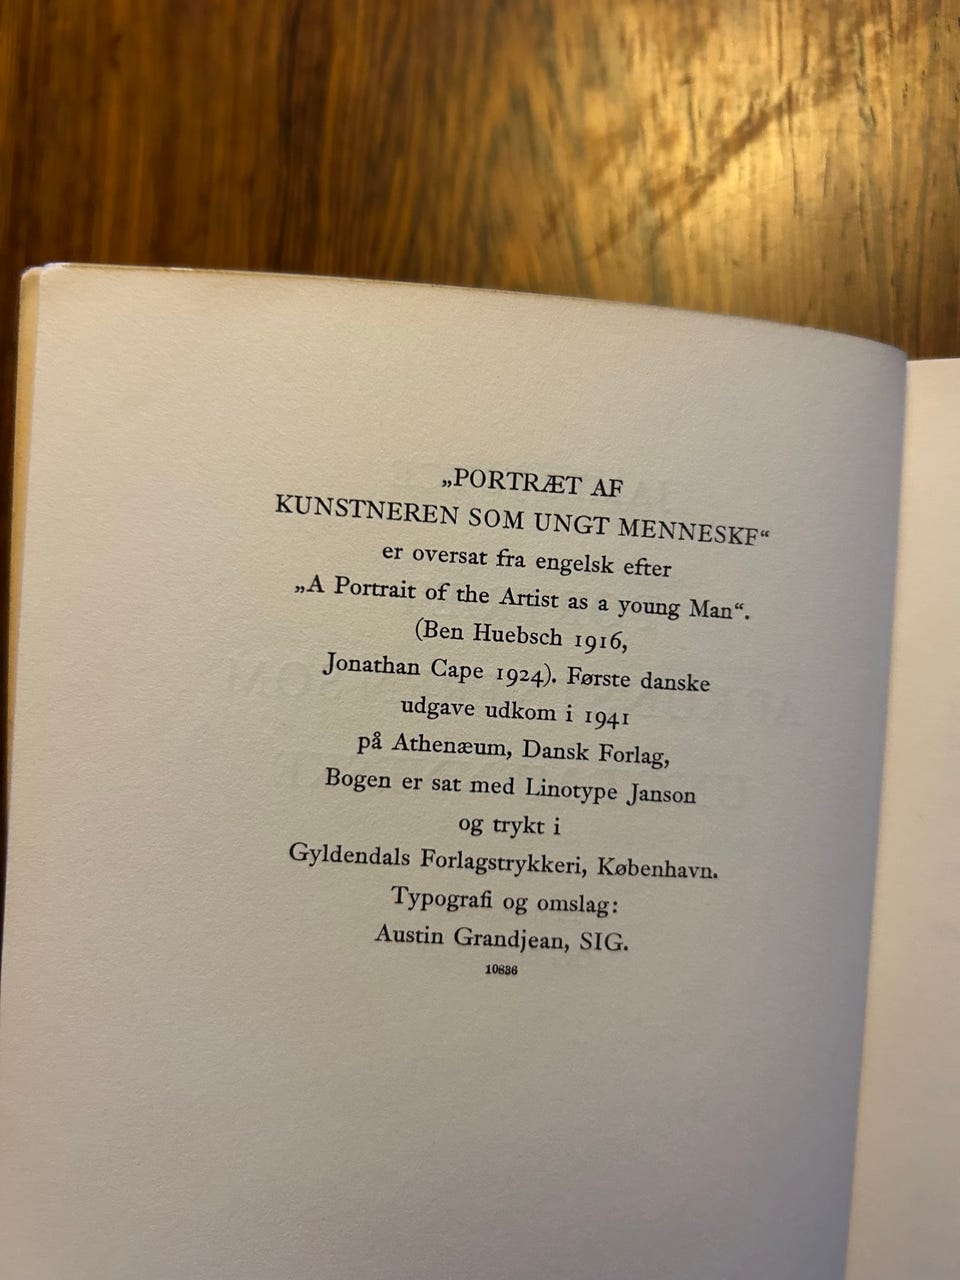 „PORTRÆT AF
KUNSTNEREN SOM UNGT MENNESKE“
er oversat fra engelsk efter
„A Portrait of the Artist as a young Man“.
(Ben Huebsch 1916,
Jonathan Cape 1924). Første danske
udgave udkom i 1941
på Athenæum, Dansk Forlag,
Bogen er sat med Linotype Janson
og trykt i
Gyldendals Forlagstrykkeri, København.
Typografi og omslag:
Austin Grandjean, SIG.